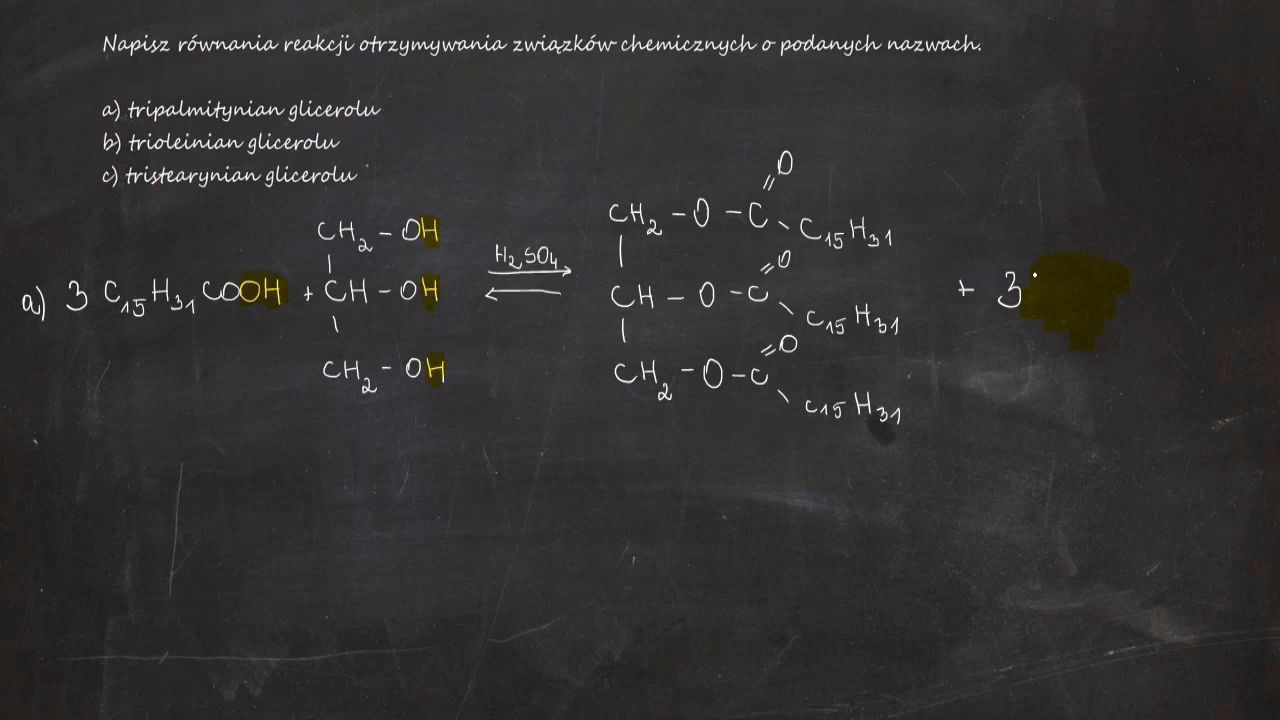 Napisz równania reakcji otrzymywania związków chemicznych o podanych nazwach.
a) tripalmitynian glicerolu
b) trioleinian glicerolu
c) tristearynian glicerolu
O
CH2 - OH
CH2 - O - C
C15H31
H2SO4
O
a) 3 C15H31COOH + CH - OH
CH - O - C
+ 3
C15H31
O
CH2 - OH
CH2 - O - C
C15H31